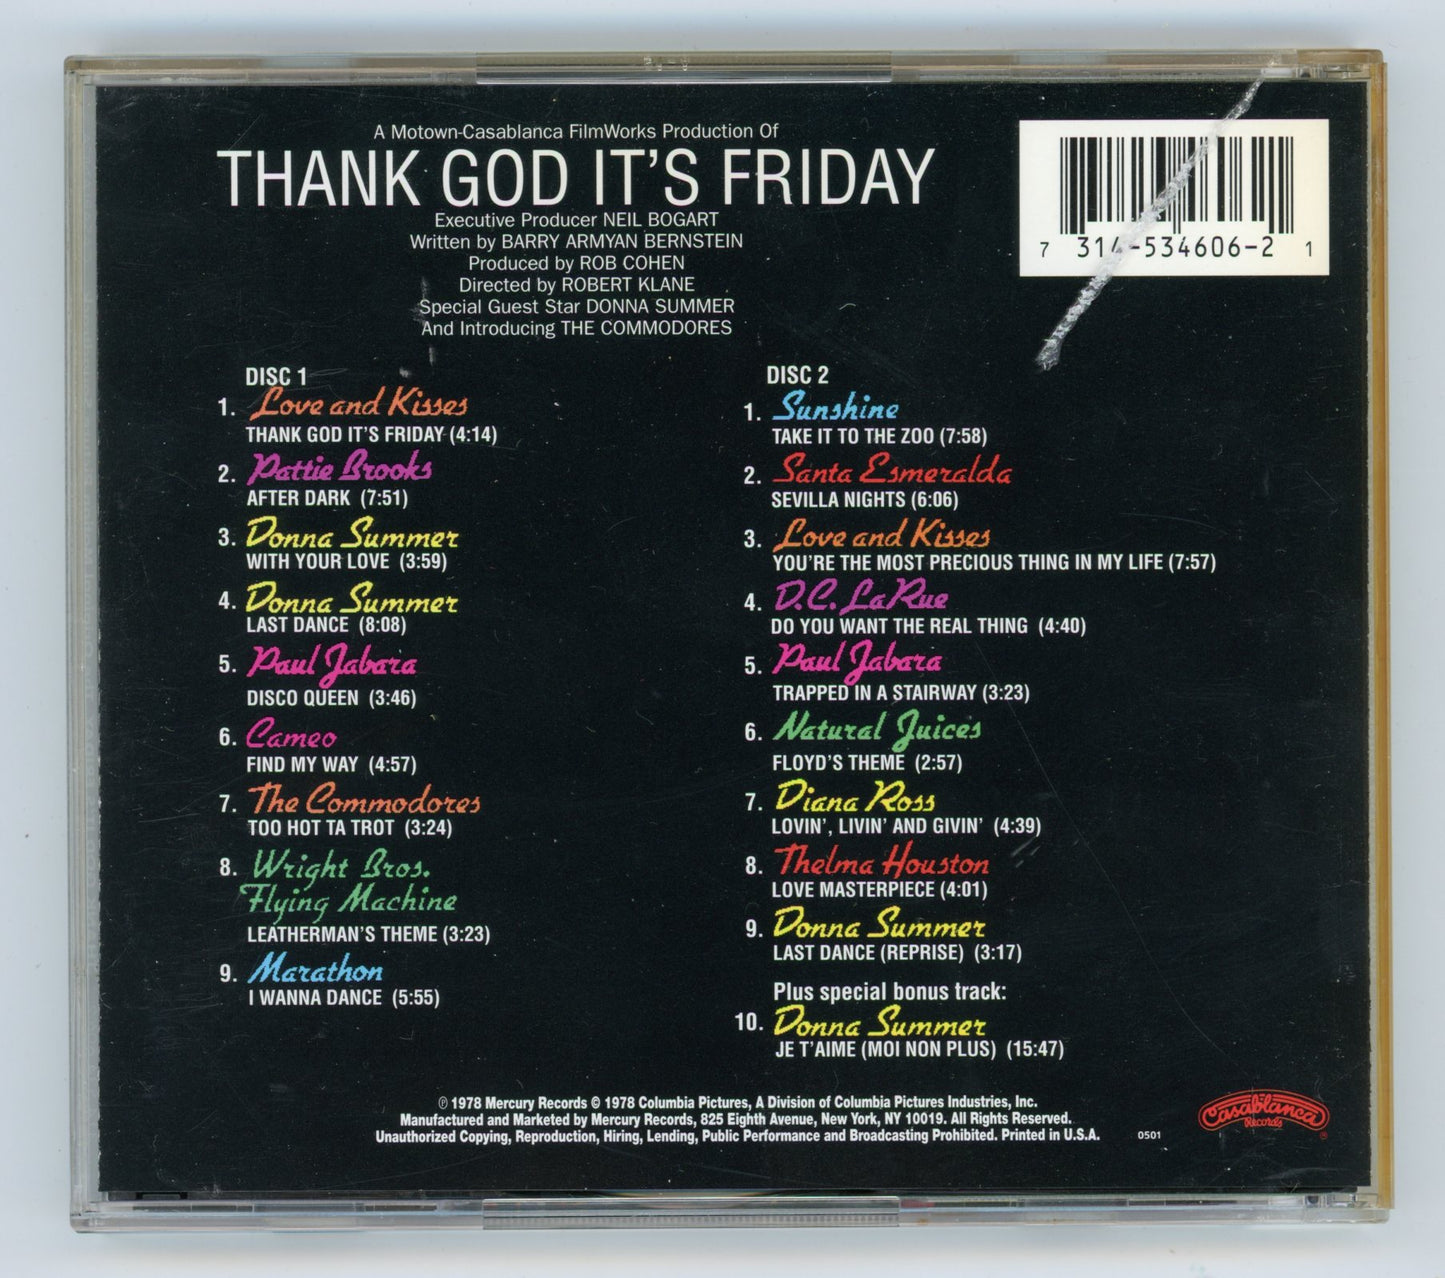 A Motown-Casablanca FilmWorks Production Of
THANK GOD IT'S FRIDAY
Executive Producer NEIL BOGART
Written by BARRY ARMYAN BERNSTEIN
Produced by ROB COHEN
Directed by ROBERT KLANE
Special Guest Star DONNA SUMMER
And Introducing THE COMMODORES
7 314-534606-2 1
DISC 1
1. Love and Kisses
THANK GOD IT'S FRIDAY (4:14)
2. Pattie Brooks
AFTER DARK (7:51)
3. Donna Summer
WITH YOUR LOVE (3:59)
4. Donna Summer
LAST DANCE (8:08)
5. Paul Jabara
DISCO QUEEN (3:46)
6. Cameo
FIND MY WAY (4:57)
7. The Commodores
TOO HOT TA TROT (3:24)
8. Wright Bros.
Flying Machine
LEATHERMAN'S THEME (3:23)
9. Marathon
I WANNA DANCE (5:55)
DISC 2
1. Sunshine
TAKE IT TO THE ZOO (7:58)
2. Santa Esmeralda
SEVILLA NIGHTS (6:06)
3. Love and Kisses
YOU'RE THE MOST PRECIOUS THING IN MY LIFE (7:57)
4. D.C. LaRue
DO YOU WANT THE REAL THING (4:40)
5. Paul Jabara
TRAPPED IN A STAIRWAY (3:23)
6. Natural Juices
FLOYD'S THEME (2:57)
7. Diana Ross
LOVIN', LIVIN' AND GIVIN' (4:39)
8. Thelma Houston
LOVE MASTERPIECE (4:01)
9. Donna Summer
LAST DANCE (REPRISE) (3:17)
Plus special bonus track:
10. Donna Summer
JE T'AIME (MOI NON PLUS) (15:47)
℗ 1978 Mercury Records © 1978 Columbia Pictures, A Division of Columbia Pictures Industries, Inc.
Manufactured and Marketed by Mercury Records, 825 Eighth Avenue, New York, NY 10019. All Rights Reserved.
Unauthorized Copying, Reproduction, Hiring, Lending, Public Performance and Broadcasting Prohibited. Printed in U.S.A.
0501
Casablanca
Records
®